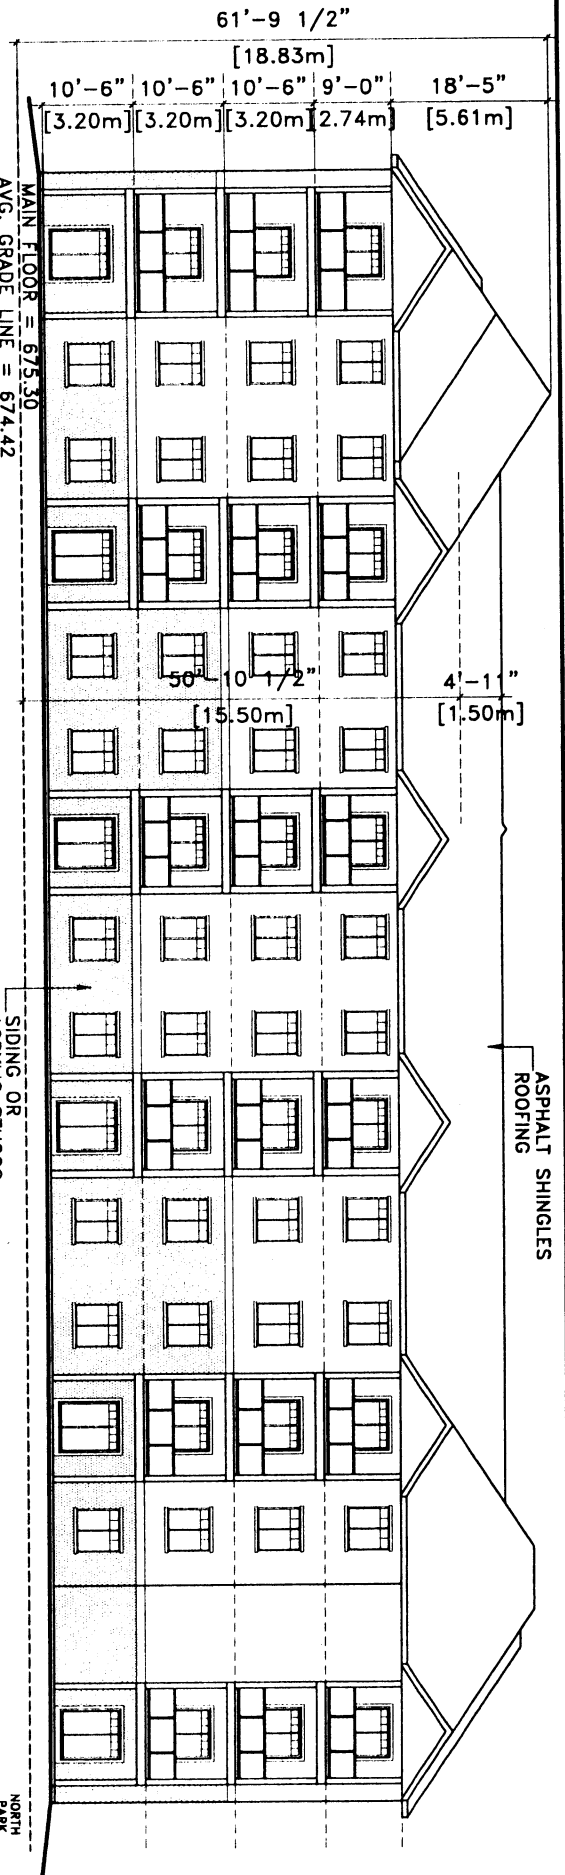 61'-9 1/2"
[18.83m]
10'-6" 10'-6" 10'-6" 9'-0" 18'-5"
[3.20m] [3.20m] [3.20m] [2.74m] [5.61m]
MAIN FLOOR = 675.30
AVG. GRADE LINE = 674.42
50'-10 1/2"
[15.50m]
4'-11"
[1.50m]
ASPHALT SHINGLES
ROOFING
SIDING OR
NORTH
PARK